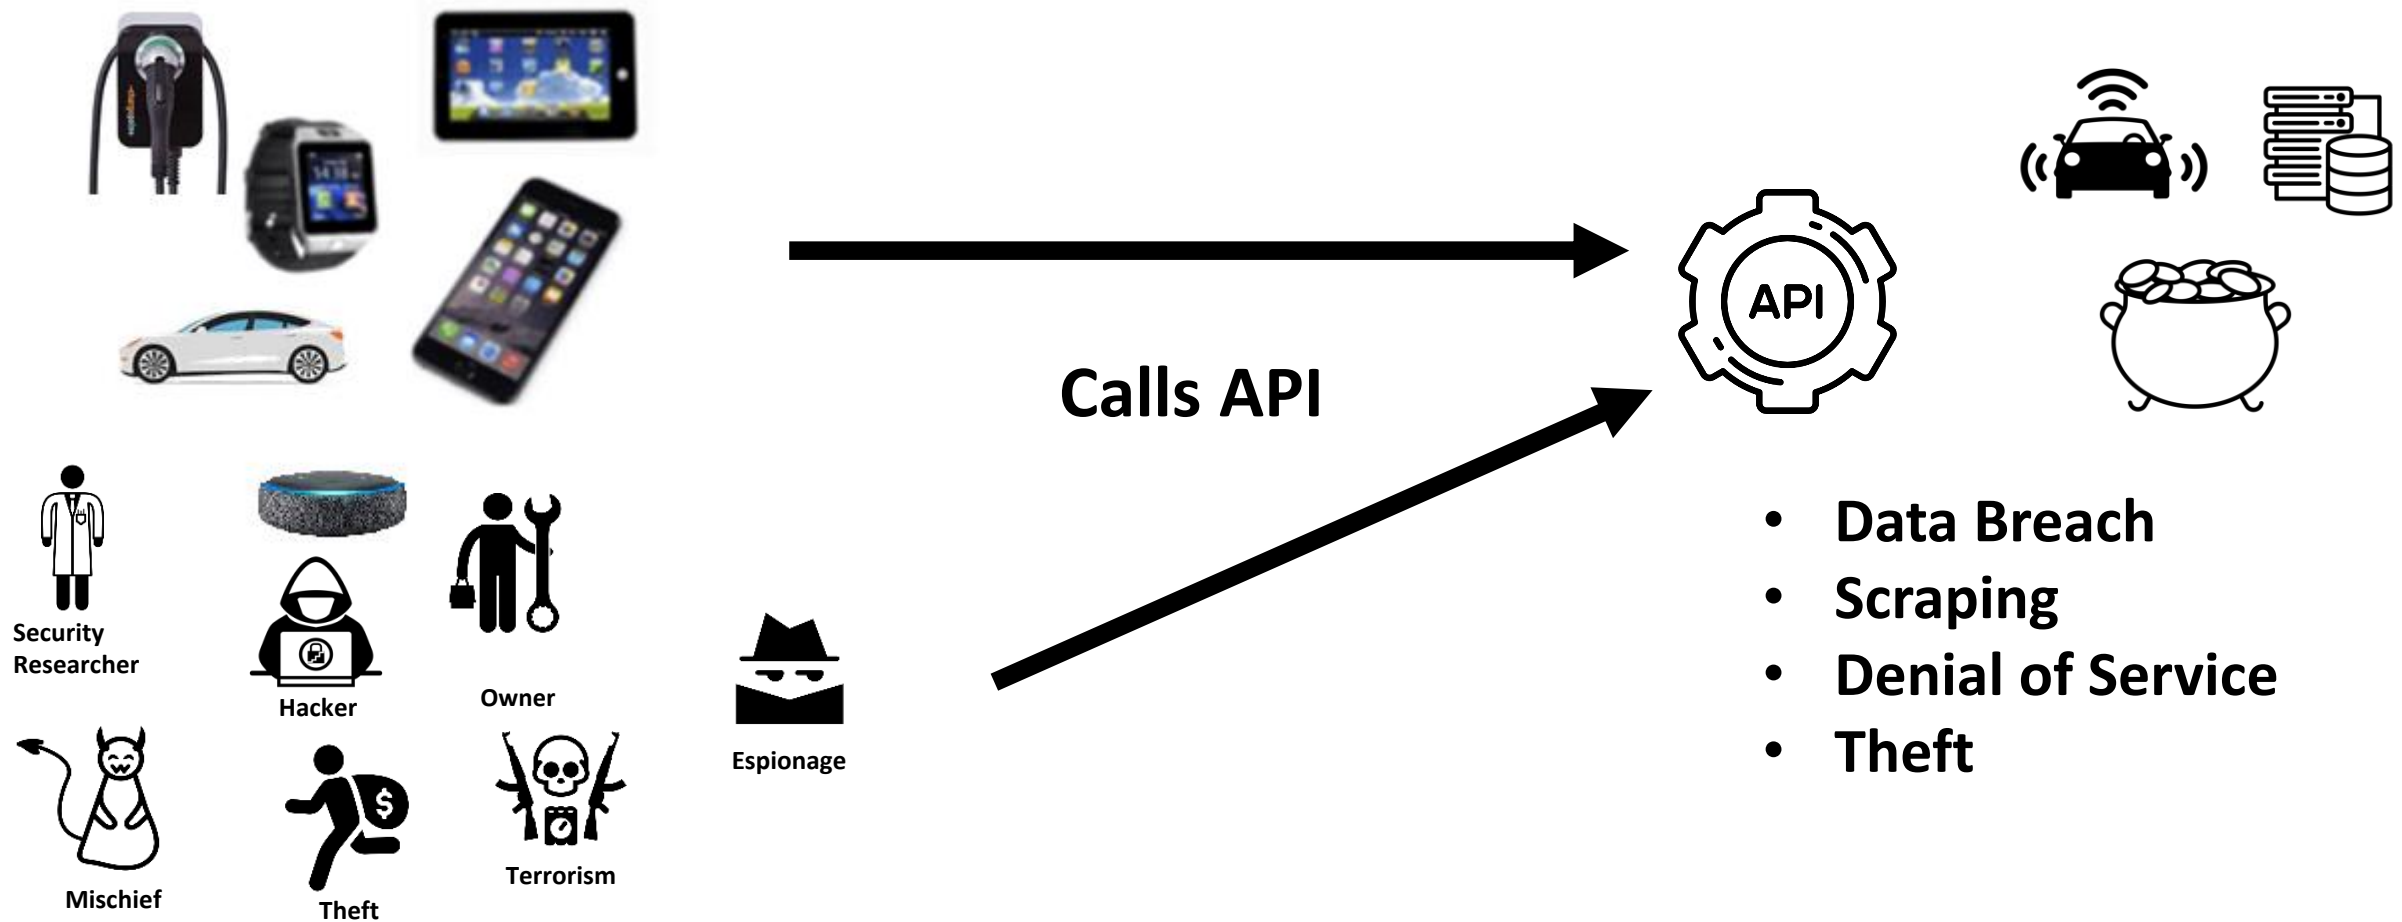 API
Calls API
Security
Researcher
Hacker
Owner
Espionage
Mischief
$
Theft
Terrorism
• Data Breach
• Scraping
• Denial of Service
• Theft